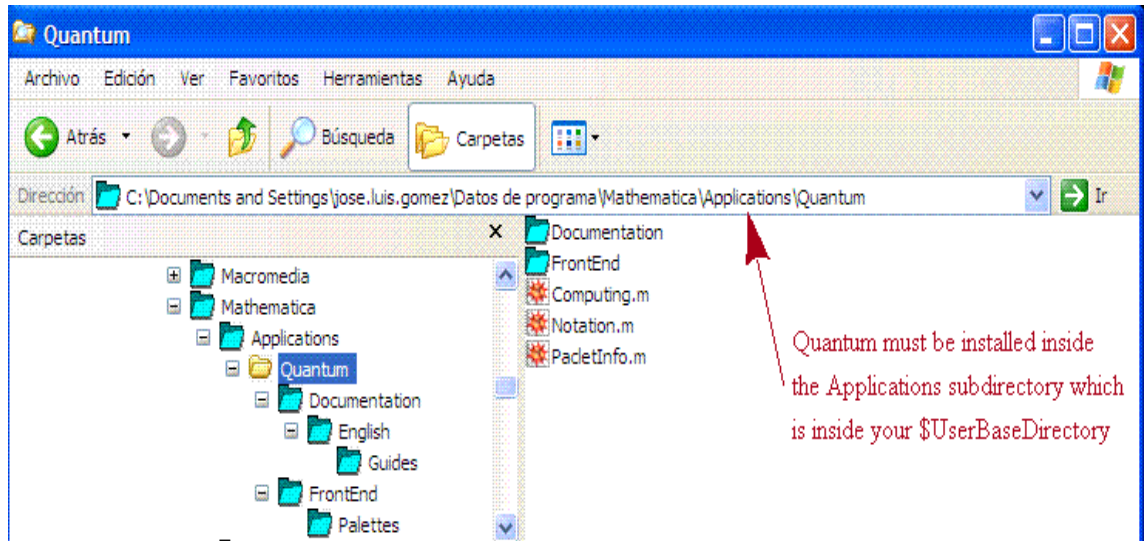 Quantum
Archivo Edición Ver Favoritos Herramientas Ayuda
Atrás Búsqueda Carpetas
Dirección C:\Documents and Settings\jose.luis.gomez\Datos de programa\Mathematica\Applications\Quantum Ir
Carpetas
Macromedia
Mathematica
Applications
Quantum
Documentation
English
Guides
FrontEnd
Palettes
Documentation
FrontEnd
Computing.m
Notation.m
PacletInfo.m
Quantum must be installed inside
the Applications subdirectory which
is inside your $UserBaseDirectory